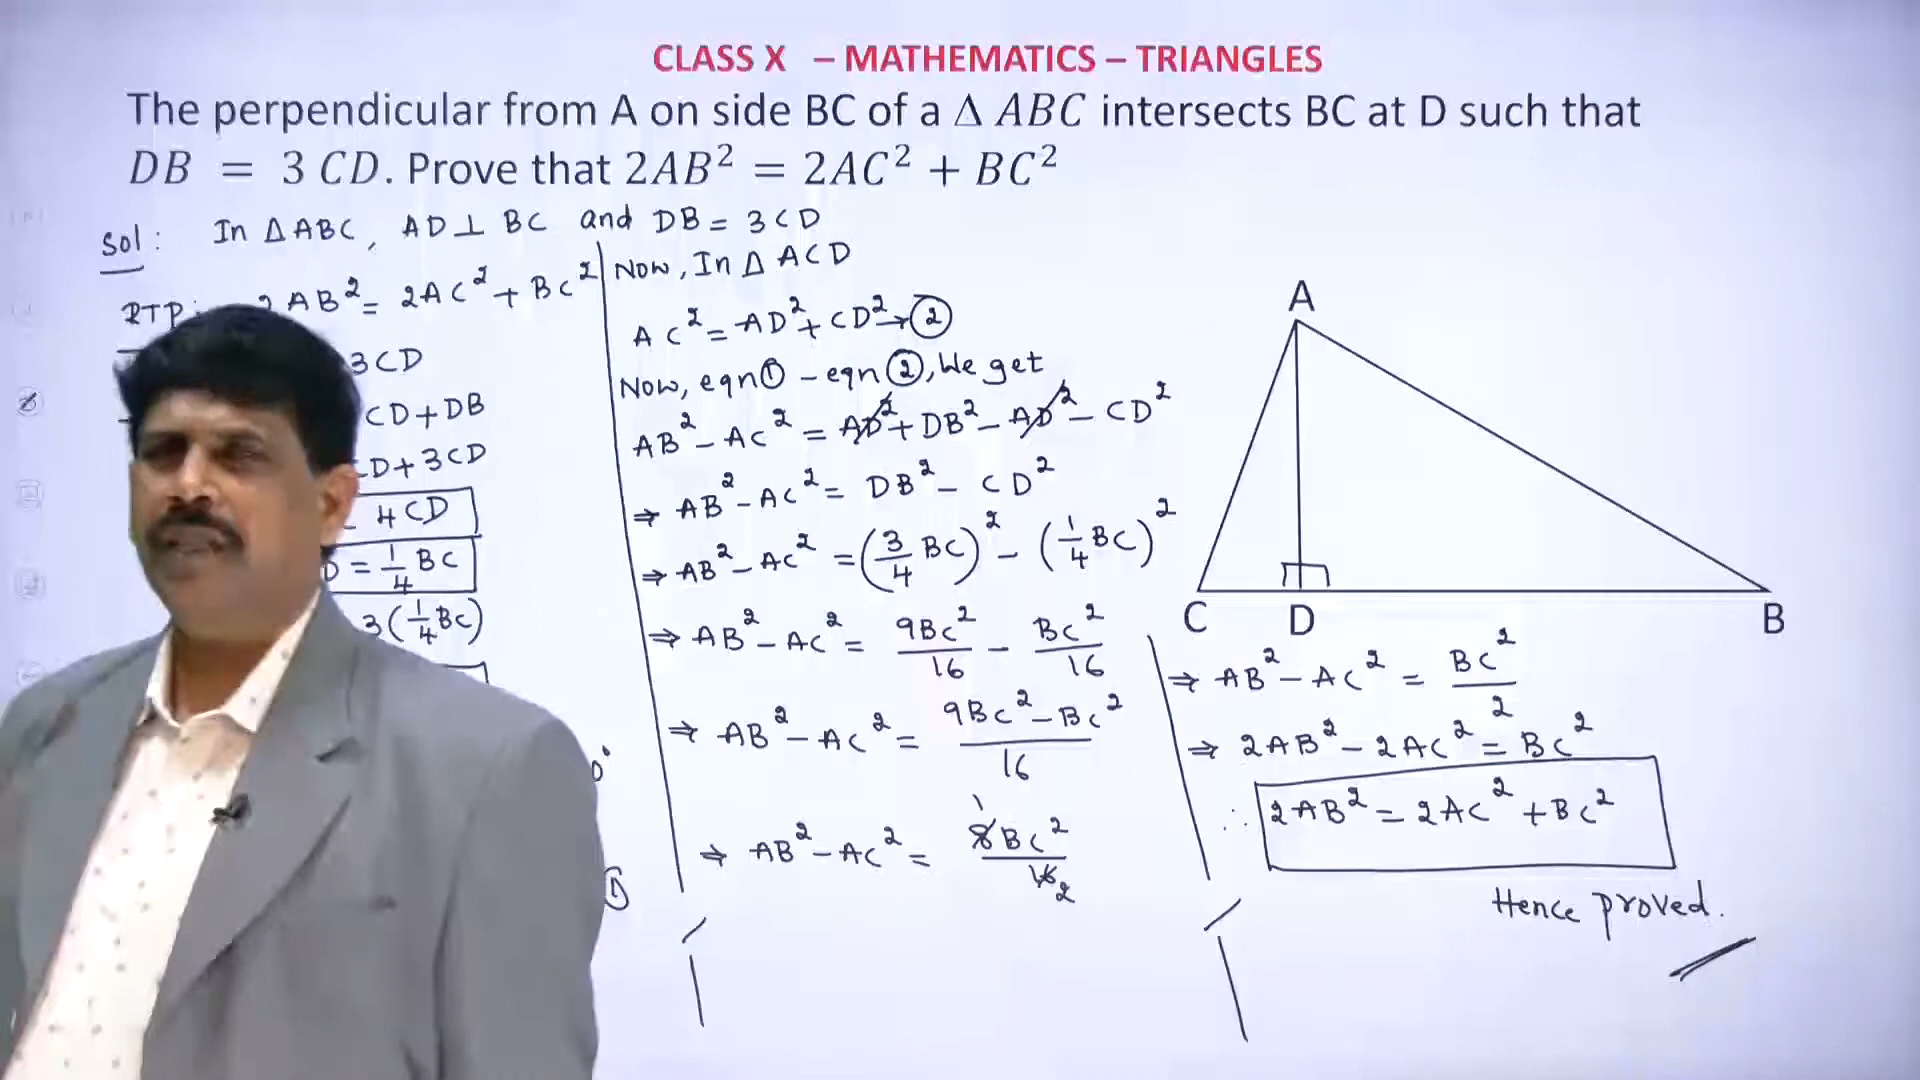 CLASS X – MATHEMATICS – TRIANGLES
The perpendicular from A on side BC of a Δ ABC intersects BC at D such that
DB = 3 CD. Prove that 2AB² = 2AC² + BC²
Sol: In Δ ABC, AD ⊥ BC and DB = 3CD
RTP: 2AB² = 2AC² + BC²
3CD
CD + DB
D + 3CD
4CD
D = 1/4 BC
3(1/4 BC)
①
Now, In Δ ACD
AC² = AD² + CD² → ②
Now, eqn① – eqn②, We get
AB² – AC² = AD² + DB² – AD² – CD²
⇒ AB² – AC² = DB² – CD²
⇒ AB² – AC² = (3/4 BC)² – (1/4 BC)²
⇒ AB² – AC² = 9BC²/16 – BC²/16
⇒ AB² – AC² = 9BC² – BC²/16
⇒ AB² – AC² = 8BC²/16 1 2
A
C D B
⇒ AB² – AC² = BC²/2
⇒ 2AB² – 2AC² = BC²
∴ 2AB² = 2AC² + BC²
Hence proved.